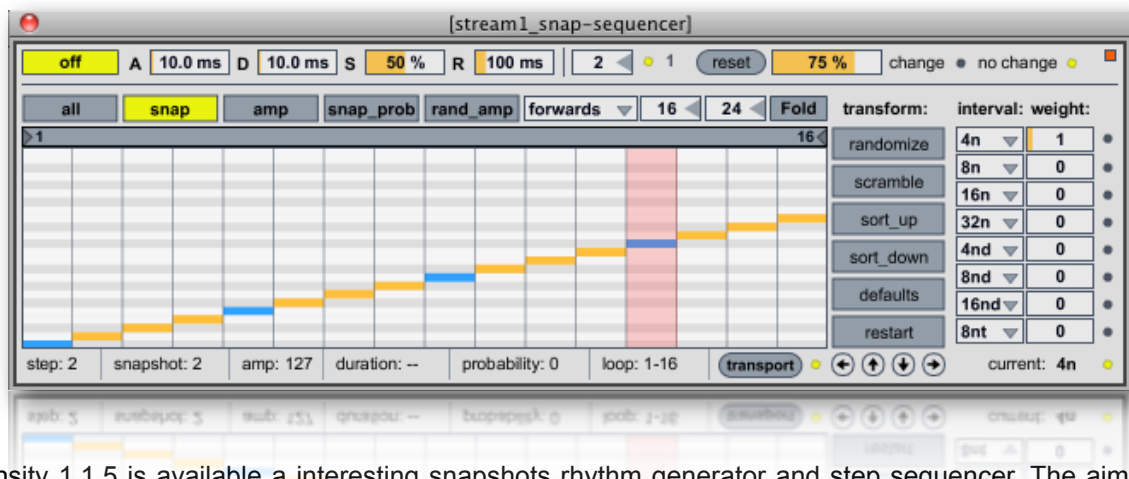 [stream1_snap-sequencer]
off A 10.0 ms D 10.0 ms S 50 % R 100 ms 2 1 reset 75 % change no change
all snap amp snap_prob rand_amp forwards 16 24 Fold transform: interval: weight:
1 16
randomize 4n 1
8n 0
scramble
16n 0
sort_up 32n 0
sort_down 4nd 0
8nd 0
defaults
16nd 0
restart 8nt 0
step: 2 snapshot: 2 amp: 127 duration: -- probability: 0 loop: 1-16 transport current: 4n
1.1.5 is available a interesting snapshots rhythm generator and step sequencer. The aim